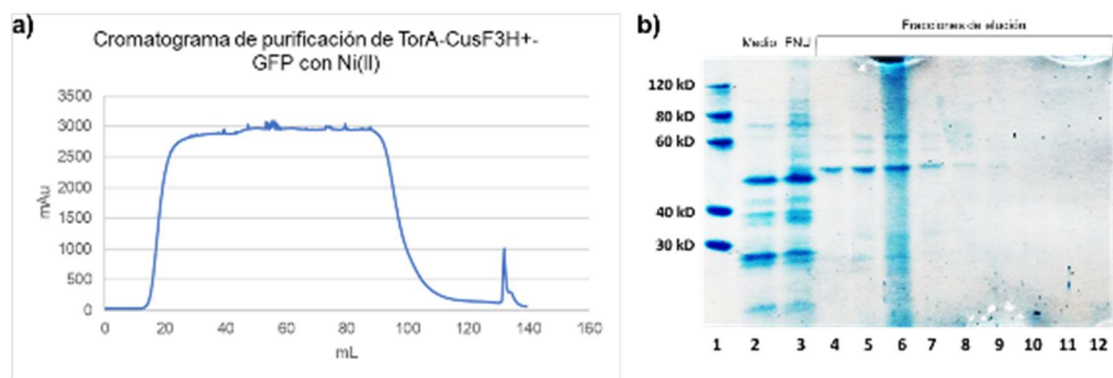 a)
Cromatograma de purificación de TorA-CusF3H+-
GFP con Ni(II)
3500
3000
2500
2000
1500
1000
500
0
mAu
0 20 40 60 80 100 120 140 160
mL
b)
Fracciones de elución
Medio FNU
120 kD
80 kD
60 kD
40 kD
30 kD
1 2 3 4 5 6 7 8 9 10 11 12